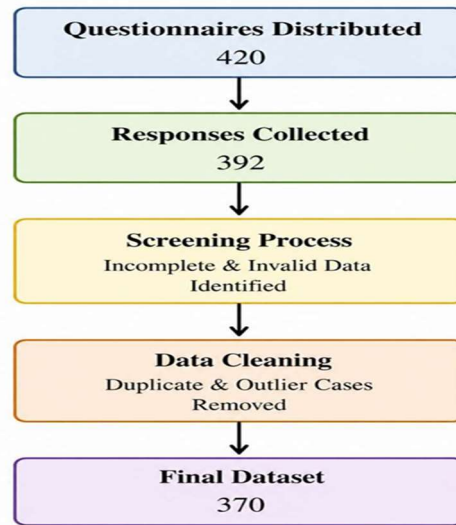 Questionnaires Distributed
420
Responses Collected
392
Screening Process
Incomplete & Invalid Data
Identified
Data Cleaning
Duplicate & Outlier Cases
Removed
Final Dataset
370